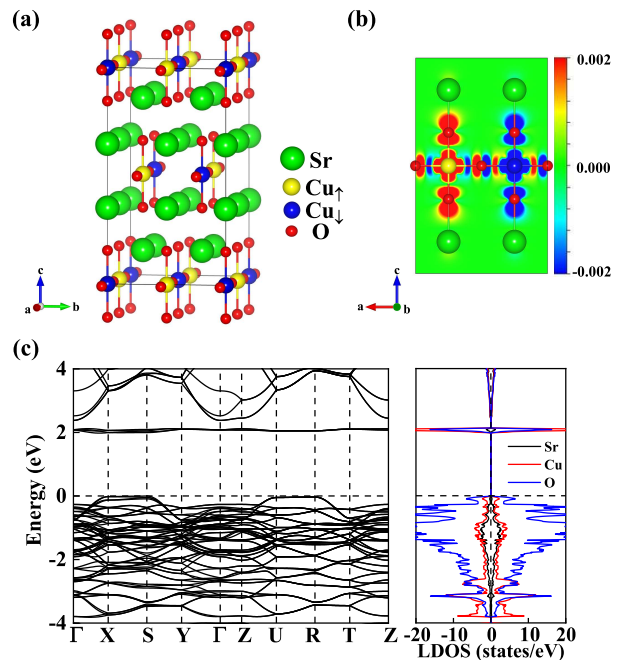 (a)
Sr
Cu↑
Cu↓
O
c
a
b
(b)
0.002
0.000
-0.002
c
a
b
(c)
Energy (eV)
4
2
0
-2
-4
Γ X S Y Γ Z U R T Z
Sr
Cu
O
-20 -10 0 10 20
LDOS (states/eV)